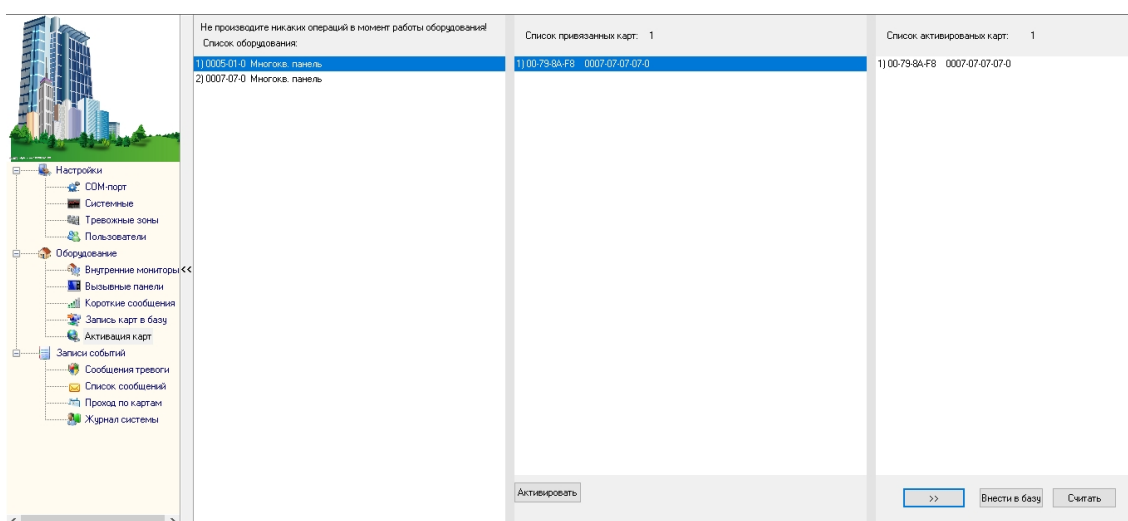 Не производите никаких операций в момент работы оборудования!
Список оборудования:
1) 0005-01-0 Многокв. панель
2) 0007-07-0 Многокв. панель
Список привязанных карт: 1
1) 00-79-8A-F8 0007-07-07-07-0
Список активированых карт: 1
1) 00-79-8A-F8 0007-07-07-07-0
Настройки
COM-порт
Системные
Тревожные зоны
Пользователи
Оборудование
Внутренние мониторы
<<
Вызывные панели
Короткие сообщения
Запись карт в базу
Активация карт
Записи событий
Сообщения тревоги
Список сообщений
Проход по картам
Журнал системы
Активировать
>>
Внести в базу
Считать